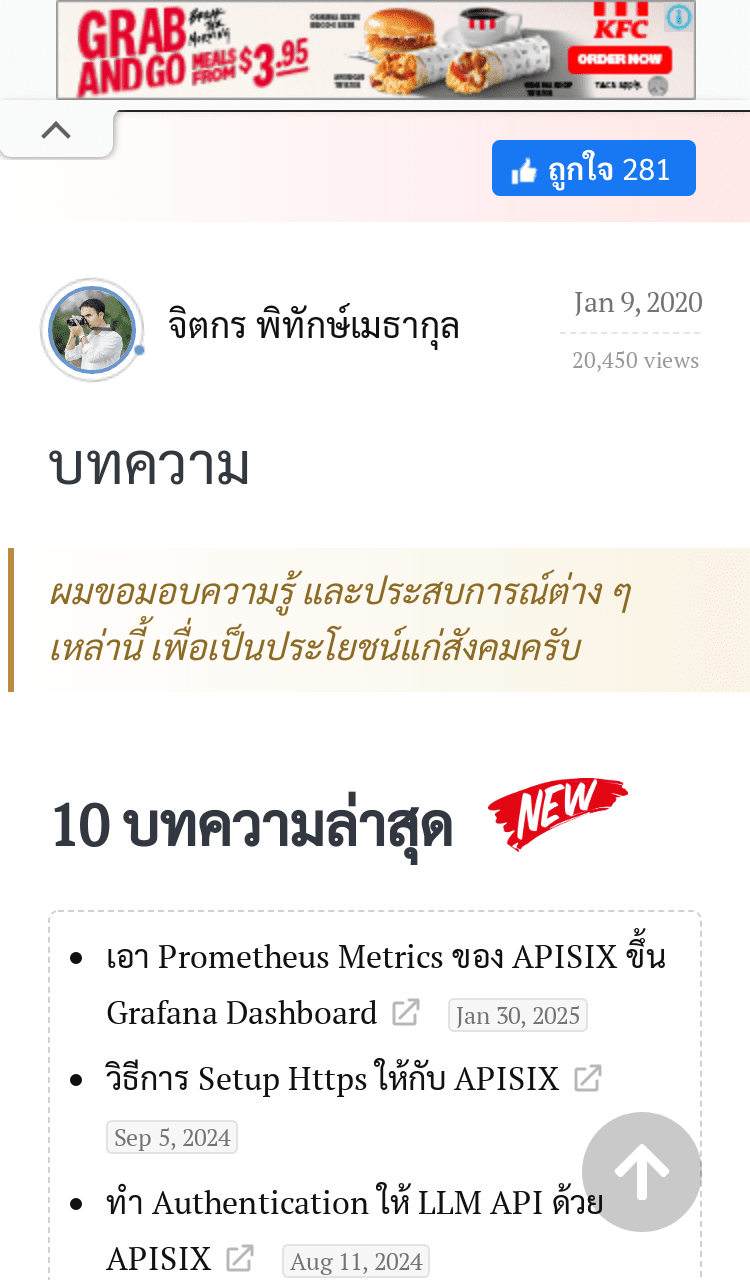 GRAB
AND GO
BREAK
THE
MORNING
MEALS
FROM $3.95
KFC
ORDER NOW
T&CS apply.
ถูกใจ 281
จิตกร พิทักษ์เมธากุล
Jan 9, 2020
20,450 views
บทความ
ผมขอมอบความรู้ และประสบการณ์ต่าง ๆ
เหล่านี้ เพื่อเป็นประโยชน์แก่สังคมครับ
10 บทความล่าสุด NEW
เอา Prometheus Metrics ของ APISIX ขึ้น
Grafana Dashboard Jan 30, 2025
วิธีการ Setup Https ให้กับ APISIX
Sep 5, 2024
ทำ Authentication ให้ LLM API ด้วย
APISIX Aug 11, 2024